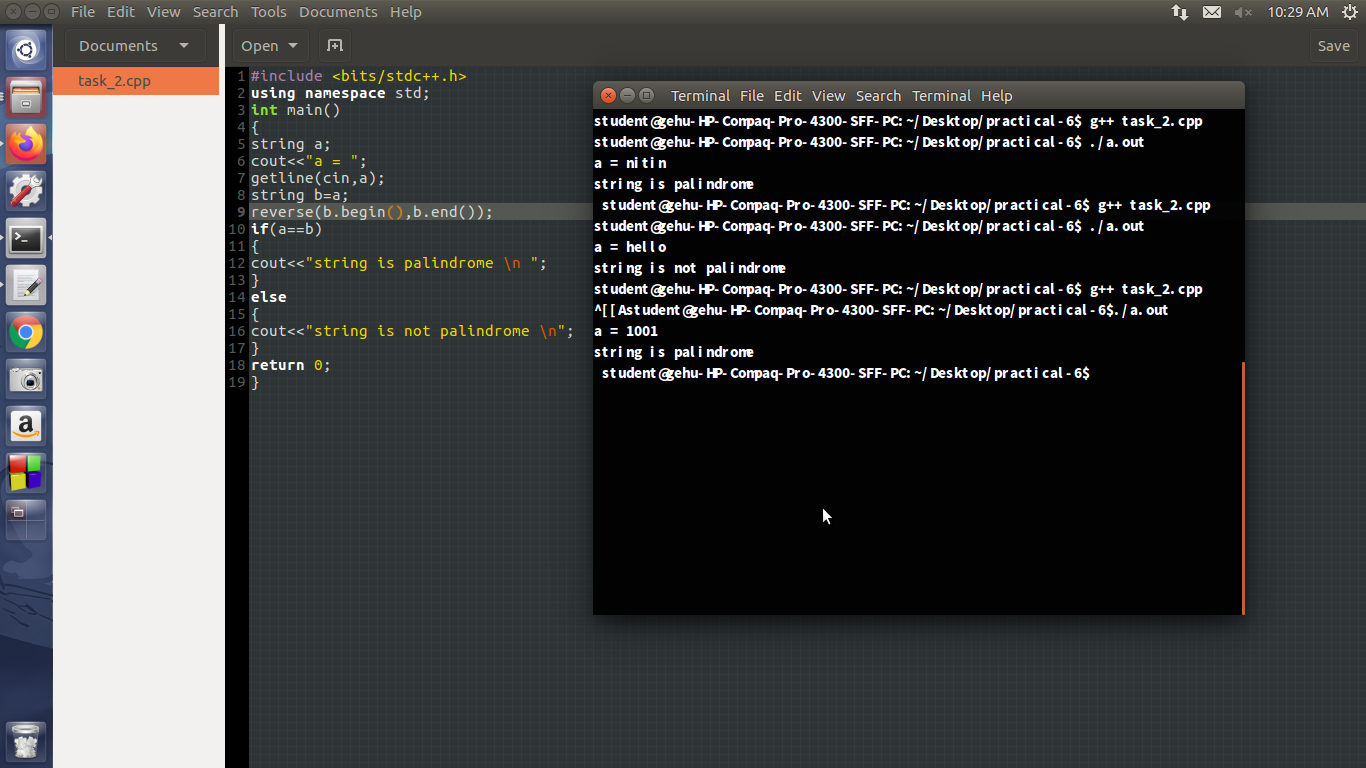 File Edit View Search Tools Documents Help
10:29 AM
Documents
Open
Save
task_2.cpp
1 #include <bits/stdc++.h>
2 using namespace std;
3 int main()
4 {
5 string a;
6 cout<<"a = ";
7 getline(cin,a);
8 string b=a;
9 reverse(b.begin(),b.end());
10 if(a==b)
11 {
12 cout<<"string is palindrome \n ";
13 }
14 else
15 {
16 cout<<"string is not palindrome \n";
17 }
18 return 0;
19 }
Terminal File Edit View Search Terminal Help
student@gehu-HP-Compaq-Pro-4300-SFF-PC:~/Desktop/practical-6$ g++ task_2.cpp
student@gehu-HP-Compaq-Pro-4300-SFF-PC:~/Desktop/practical-6$ ./a.out
a = nitin
string is palindrome
 student@gehu-HP-Compaq-Pro-4300-SFF-PC:~/Desktop/practical-6$ g++ task_2.cpp
student@gehu-HP-Compaq-Pro-4300-SFF-PC:~/Desktop/practical-6$ ./a.out
a = hello
string is not palindrome
student@gehu-HP-Compaq-Pro-4300-SFF-PC:~/Desktop/practical-6$ g++ task_2.cpp
^[[Astudent@gehu-HP-Compaq-Pro-4300-SFF-PC:~/Desktop/practical-6$./a.out
a = 1001
string is palindrome
 student@gehu-HP-Compaq-Pro-4300-SFF-PC:~/Desktop/practical-6$